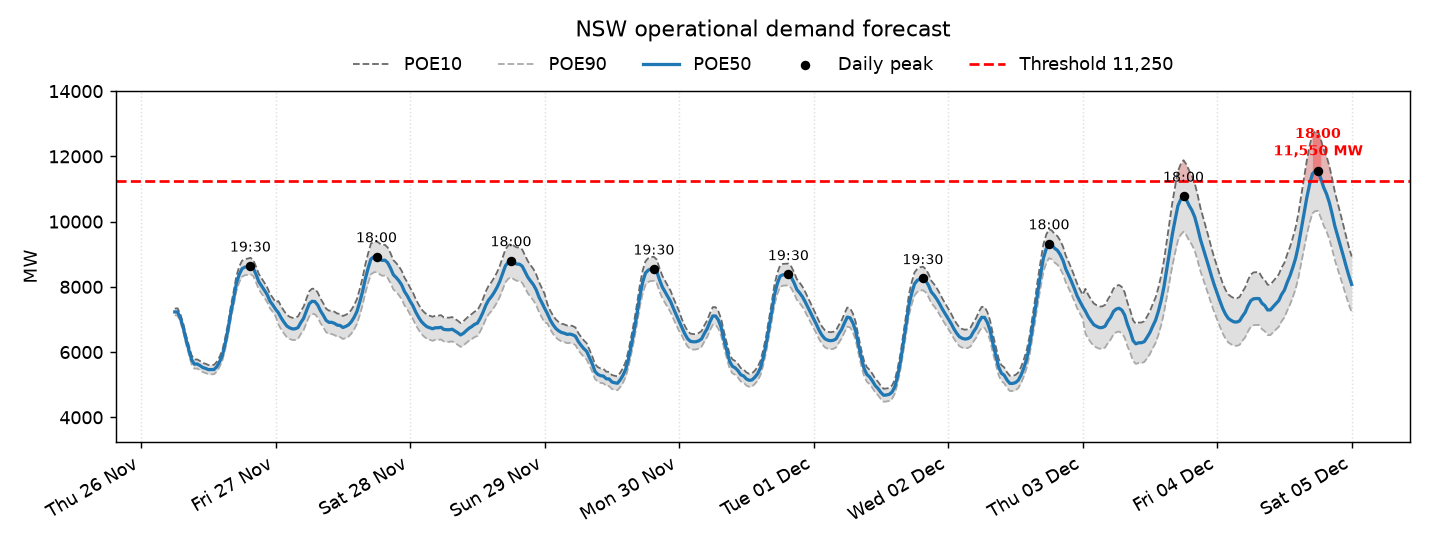 NSW operational demand forecast
POE10 POE90 POE50 Daily peak Threshold 11,250
14000
12000
10000
8000
6000
4000
MW
19:30
18:00
18:00
19:30
19:30
19:30
18:00
18:00
18:00
11,550 MW
Thu 26 Nov
Fri 27 Nov
Sat 28 Nov
Sun 29 Nov
Mon 30 Nov
Tue 01 Dec
Wed 02 Dec
Thu 03 Dec
Fri 04 Dec
Sat 05 Dec